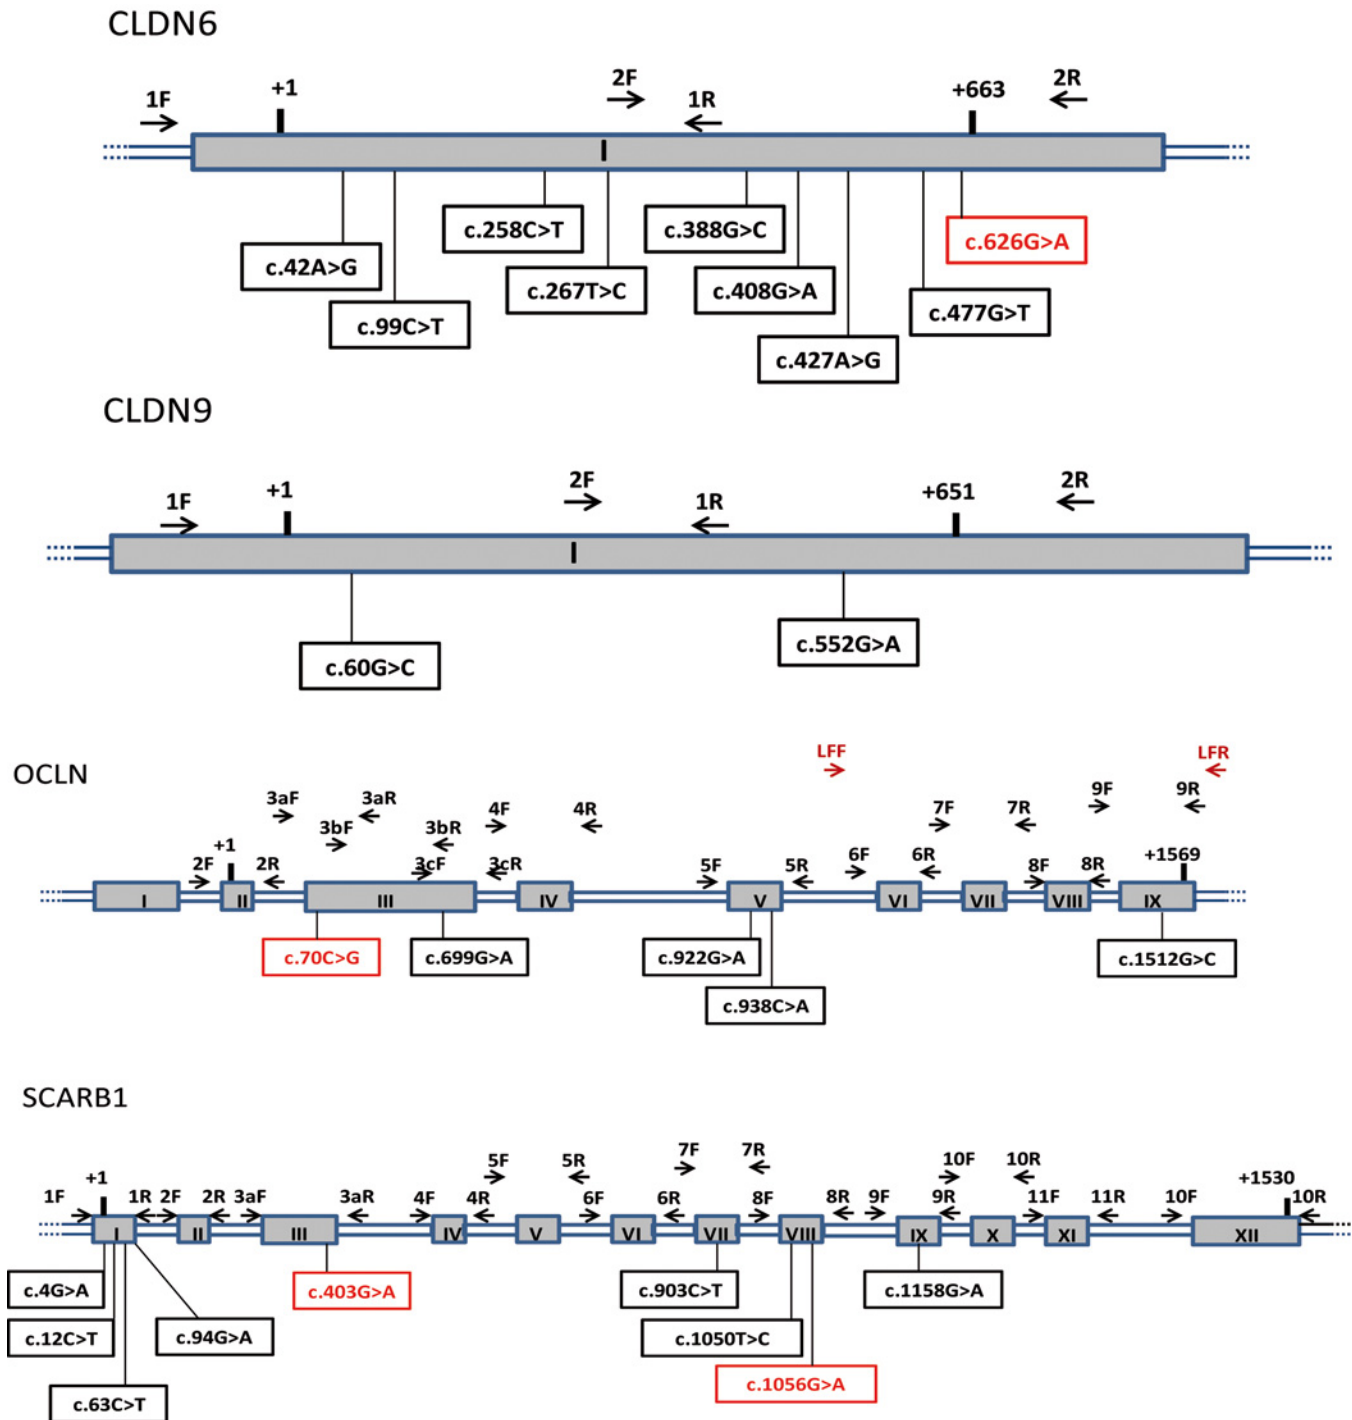 CLDN6
1F +1 2F 1R +663 2R
I
c.42A>G c.99C>T c.258C>T c.267T>C c.388G>C c.408G>A c.427A>G c.477G>T c.626G>A
CLDN9
1F +1 2F 1R +651 2R
I
c.60G>C c.552G>A
OCLN
LFF LFR
3aF 3aR 4F 4R 7F 7R 9F 9R
3bF 3bR
+1 2F 2R 3cF 3cR 5F 5R 6F 6R 8F 8R +1569
I II III IV V VI VII VIII IX
c.70C>G c.699G>A c.922G>A c.938C>A c.1512G>C
SCARB1
5F 5R 7F 7R 10F 10R
1F +1 1R 2F 2R 3aF 3aR 4F 4R 6F 6R 8F 8R 9F 9R 11F 11R 10F +1530 10R
I II III IV V VI VII VIII IX X XI XII
c.4G>A c.403G>A c.903C>T c.1158G>A
c.12C>T c.94G>A c.1050T>C
c.63C>T c.1056G>A